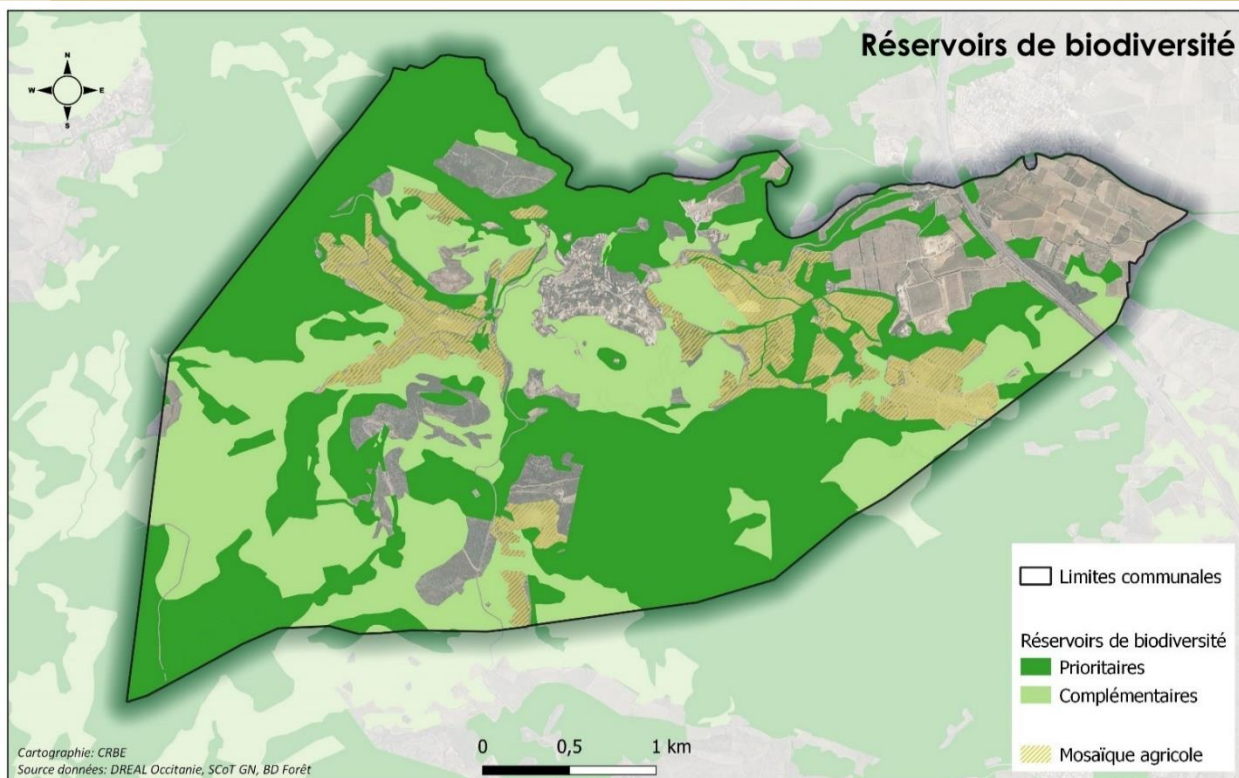 Réservoirs de biodiversité
N
W E
S
Limites communales
Réservoirs de biodiversité
Prioritaires
Complémentaires
Mosaïque agricole
0 0,5 1 km
Cartographie: CRBE
Source données: DREAL Occitanie, SCoT GN, BD Forêt